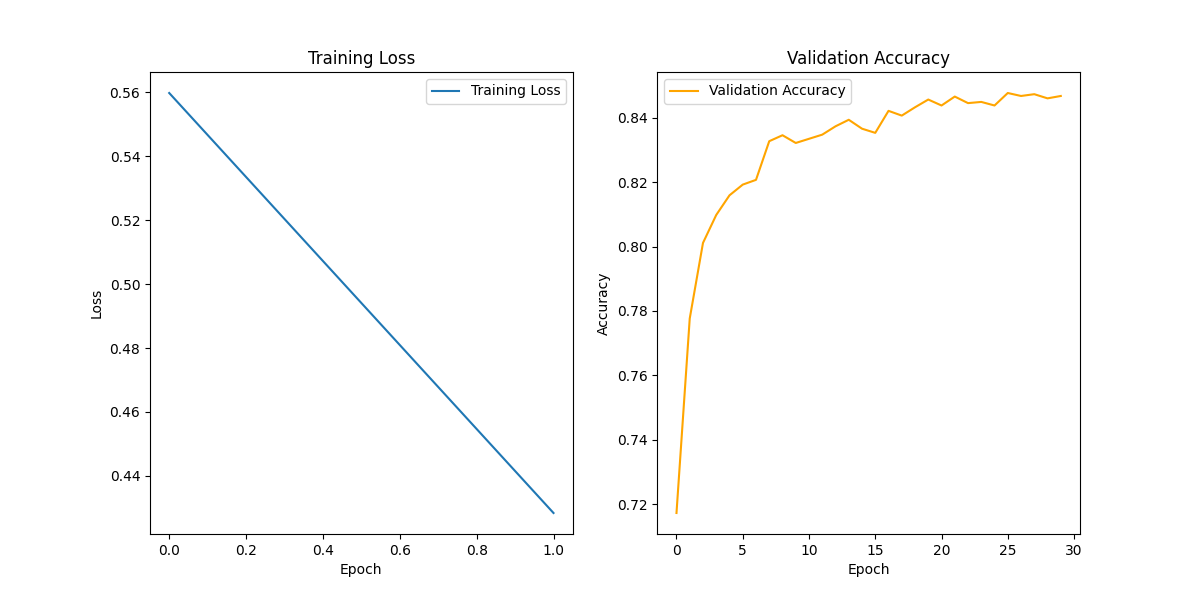 Training Loss
Training Loss
0.56
0.54
0.52
0.50
0.48
0.46
0.44
Loss
0.0 0.2 0.4 0.6 0.8 1.0
Epoch
Validation Accuracy
Validation Accuracy
0.84
0.82
0.80
0.78
0.76
0.74
0.72
Accuracy
0 5 10 15 20 25 30
Epoch